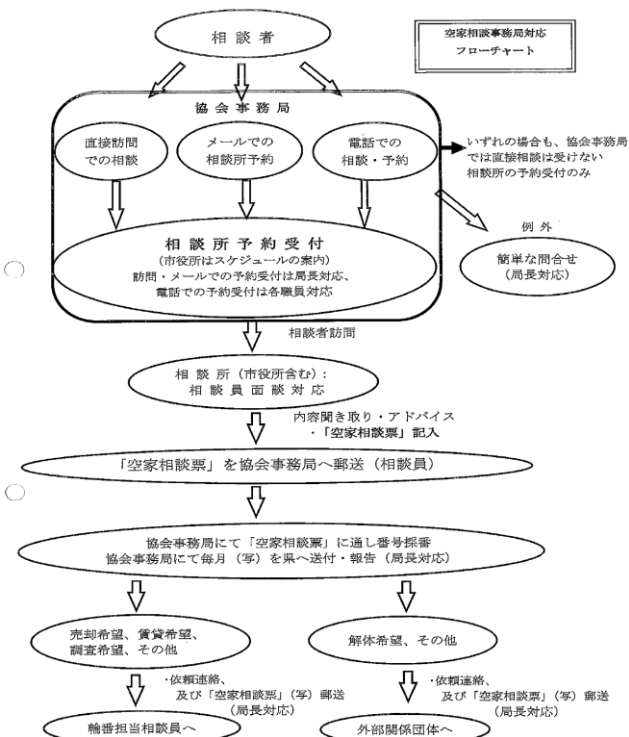 空家相談事務局対応
フローチャート
相談者
協会事務局
直接訪問
での相談
メールでの
相談所予約
電話での
相談・予約
いずれの場合も、協会事務局
では直接相談は受けない
相談所の予約受付のみ
相談所予約受付
(市役所はスケジュールの案内)
訪問・メールでの予約受付は局長対応、
電話での予約受付は各職員対応
例外
簡単な問合せ
(局長対応)
相談者訪問
相談所(市役所含む):
相談員面談対応
内容聞き取り・アドバイス
・「空家相談票」記入
「空家相談票」を協会事務局へ郵送(相談員)
協会事務局にて「空家相談票」に通し番号採番
協会事務局にて毎月(写)を県へ送付・報告(局長対応)
売却希望、賃貸希望、
調査希望、その他
解体希望、その他
・依頼連絡、
及び「空家相談票」(写)郵送
(局長対応)
・依頼連絡、
及び「空家相談票」(写)郵送
(局長対応)
輪番担当相談員へ
外部関係団体へ